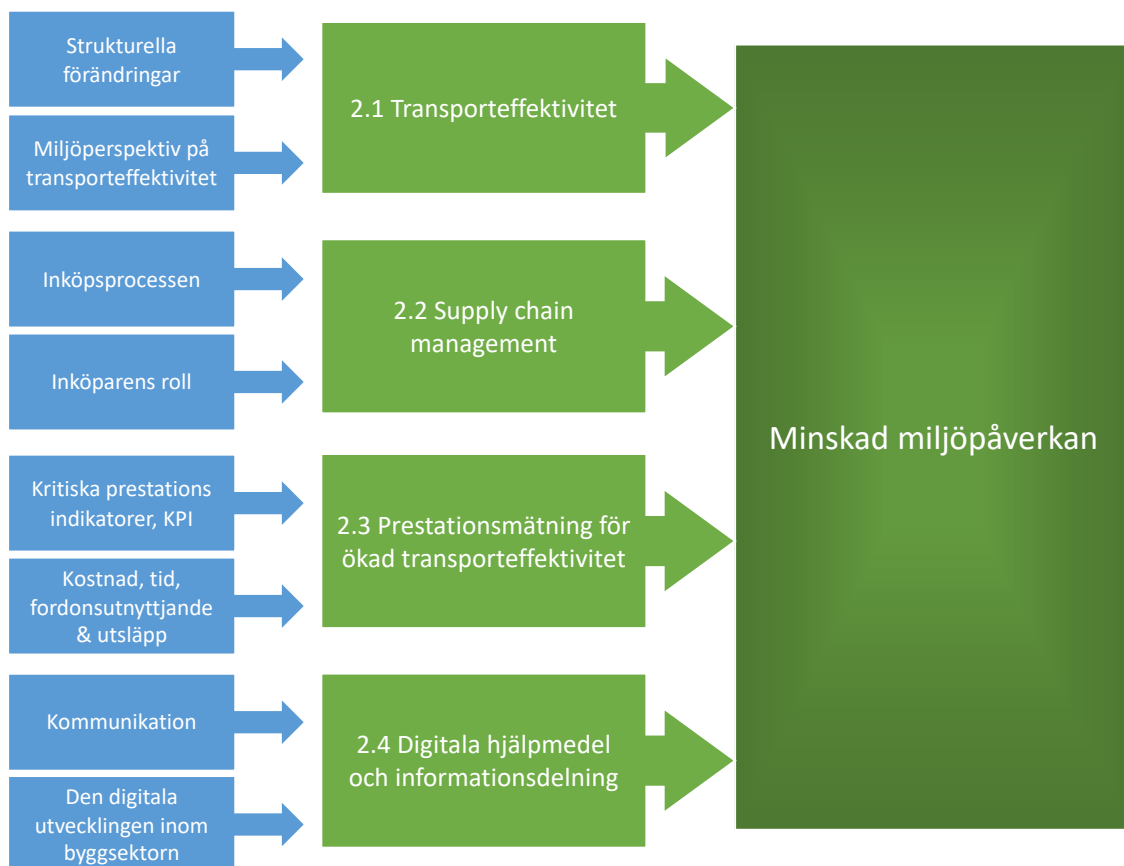 Strukturella
förändringar
Miljöperspektiv på
transporteffektivitet
2.1 Transporteffektivitet
Inköpsprocessen
Inköparens roll
2.2 Supply chain
management
Kritiska prestations
indikatorer, KPI
Kostnad, tid,
fordonsutnyttjande
& utsläpp
2.3 Prestationsmätning för
ökad transporteffektivitet
Kommunikation
Den digitala
utvecklingen inom
byggsektorn
2.4 Digitala hjälpmedel
och informationsdelning
Minskad miljöpåverkan